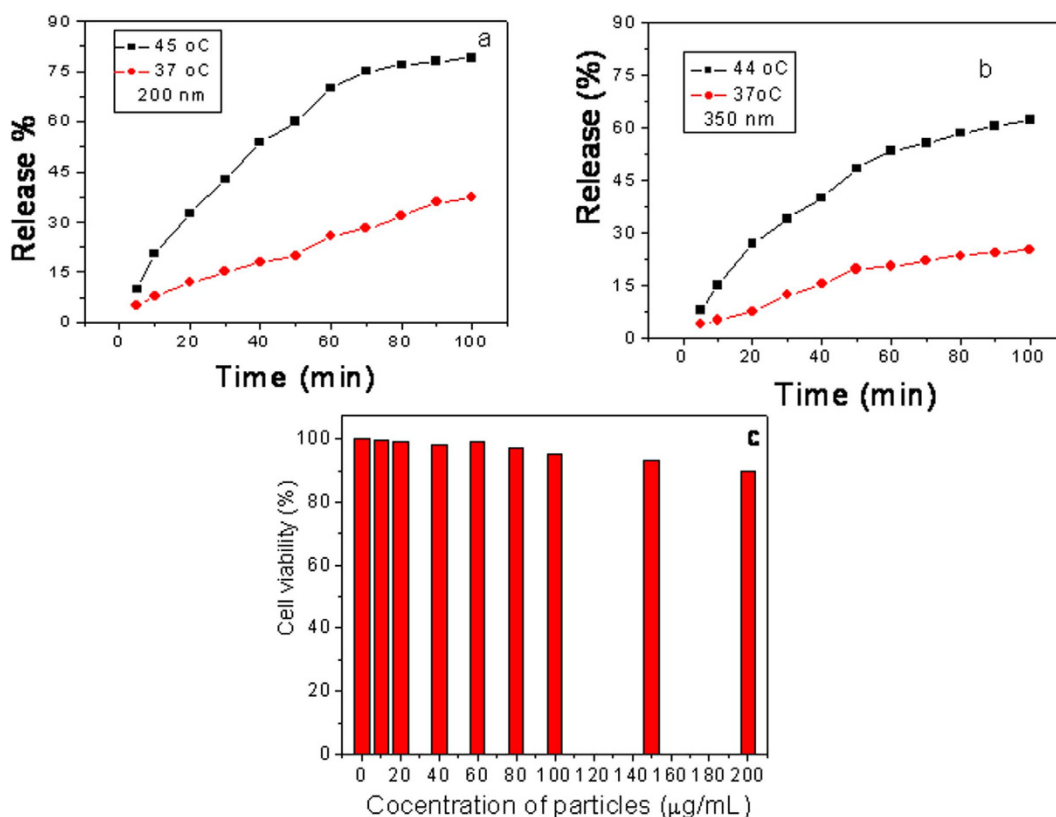 a
45 oC
37 oC
200 nm
Release %
90
75
60
45
30
15
0
0 20 40 60 80 100
Time (min)
b
44 oC
37oC
350 nm
Release (%)
90
75
60
45
30
15
0
0 20 40 60 80 100
Time (min)
c
Cell viability (%)
100
80
60
40
20
0
0 20 40 60 80 100 120 140 160 180 200
Cocentration of particles (μg/mL)